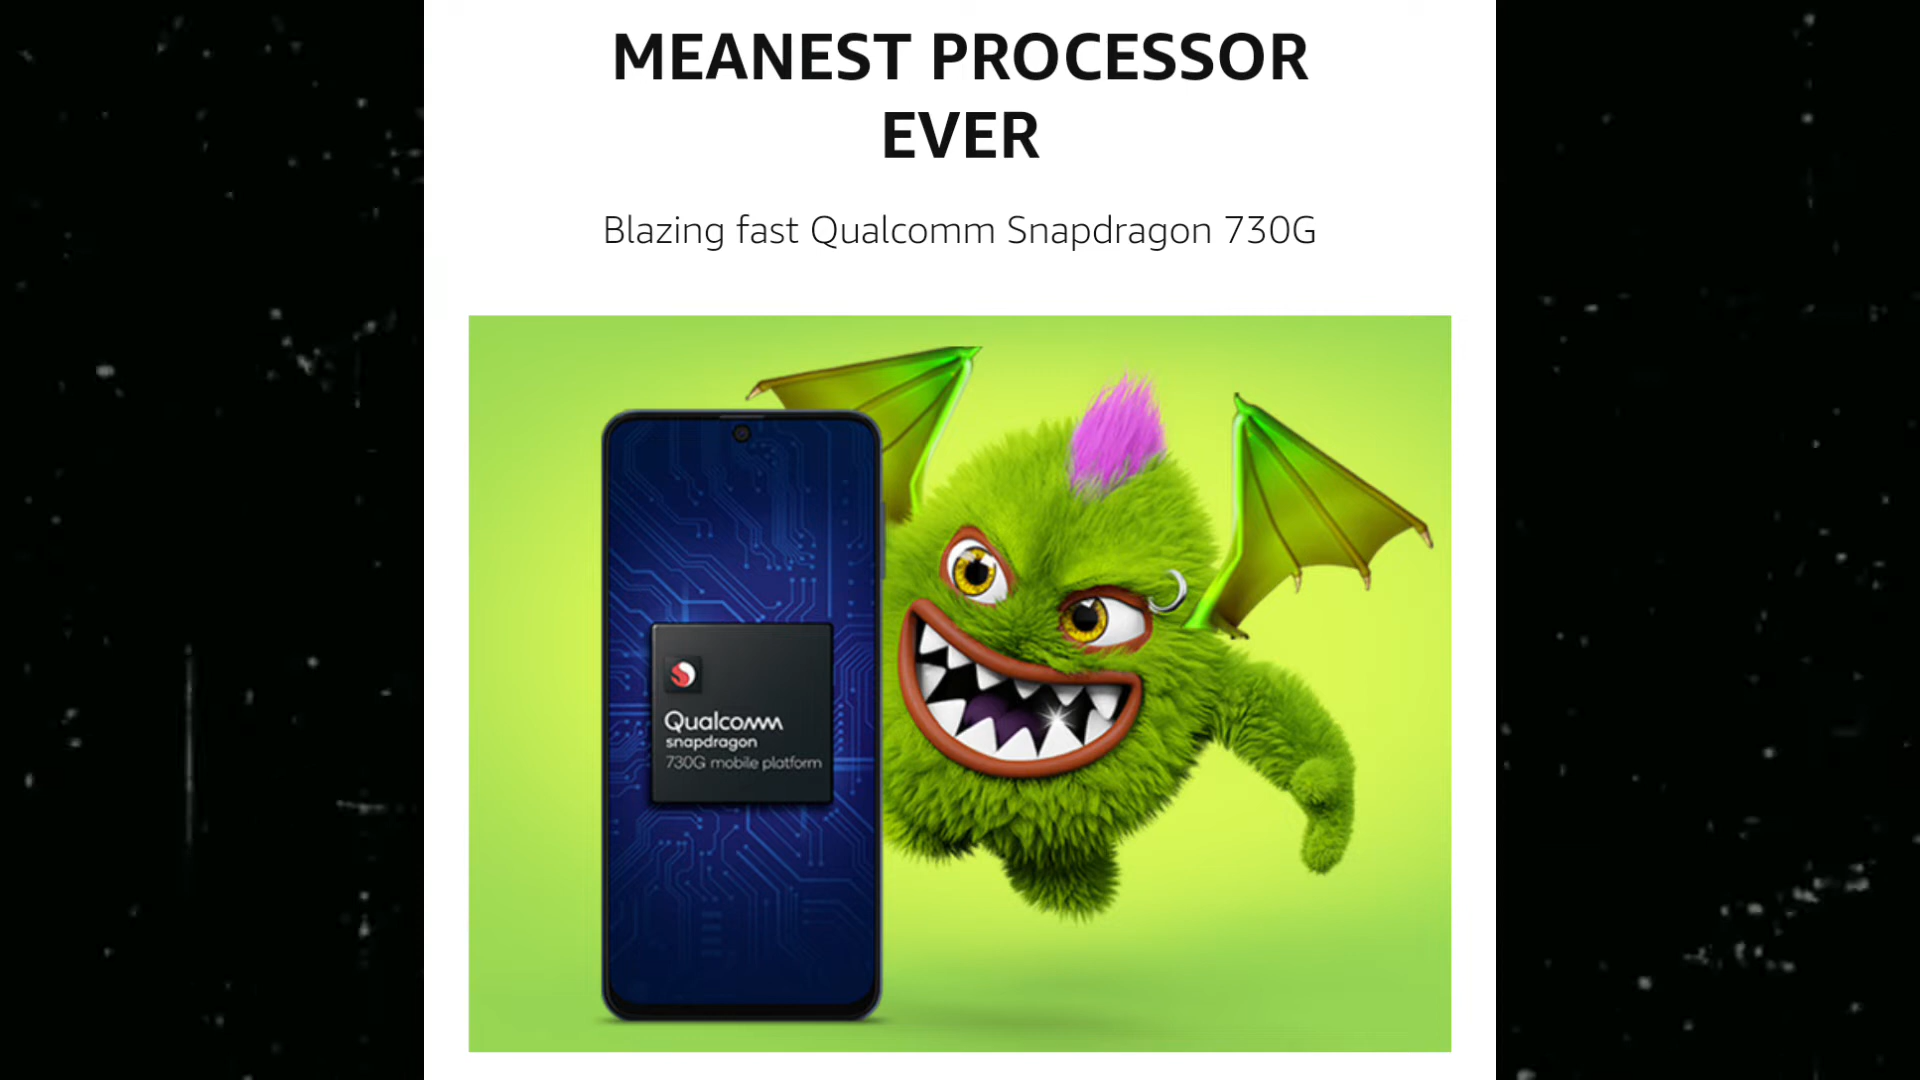 MEANEST PROCESSOR
EVER
Blazing fast Qualcomm Snapdragon 730G
Qualcomm
snapdragon
730G mobile platform